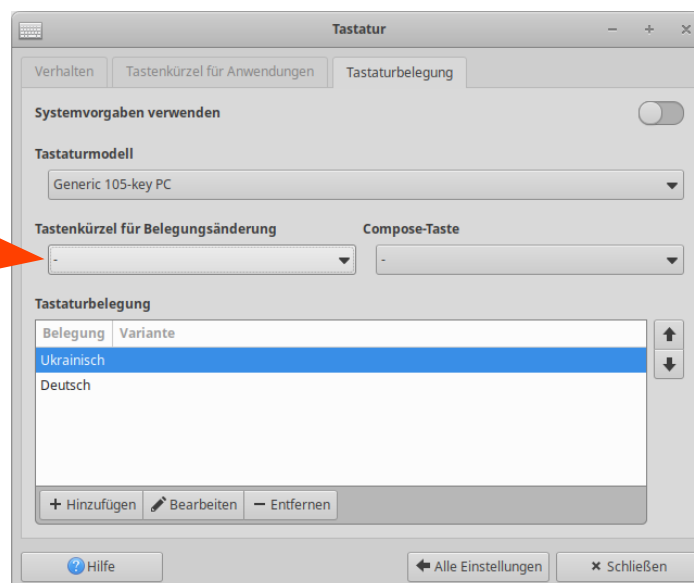 Tastatur
Verhalten Tastenkürzel für Anwendungen Tastaturbelegung
Systemvorgaben verwenden
Tastaturmodell
Generic 105-key PC
Tastenkürzel für Belegungsänderung Compose-Taste
- -
Tastaturbelegung
Belegung Variante
Ukrainisch
Deutsch
Hinzufügen Bearbeiten Entfernen
Hilfe Alle Einstellungen Schließen